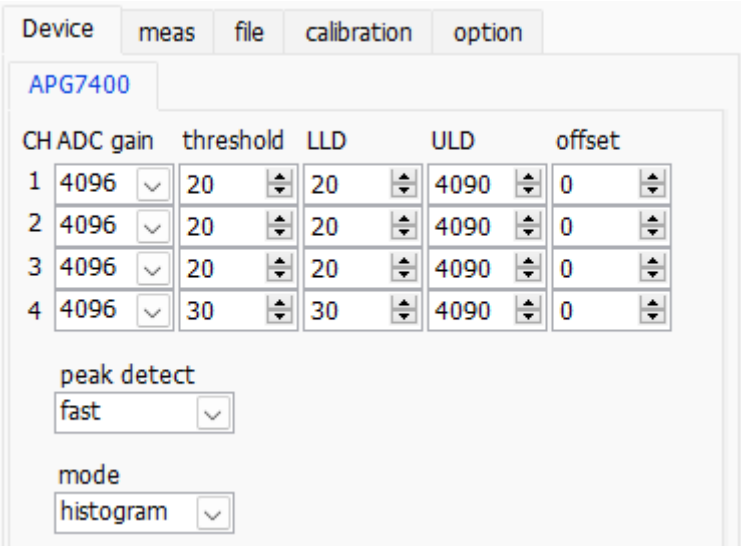 Device meas file calibration option
APG7400
CH ADC gain threshold LLD ULD offset
1 4096 20 20 4090 0
2 4096 20 20 4090 0
3 4096 20 20 4090 0
4 4096 30 30 4090 0
peak detect
fast
mode
histogram